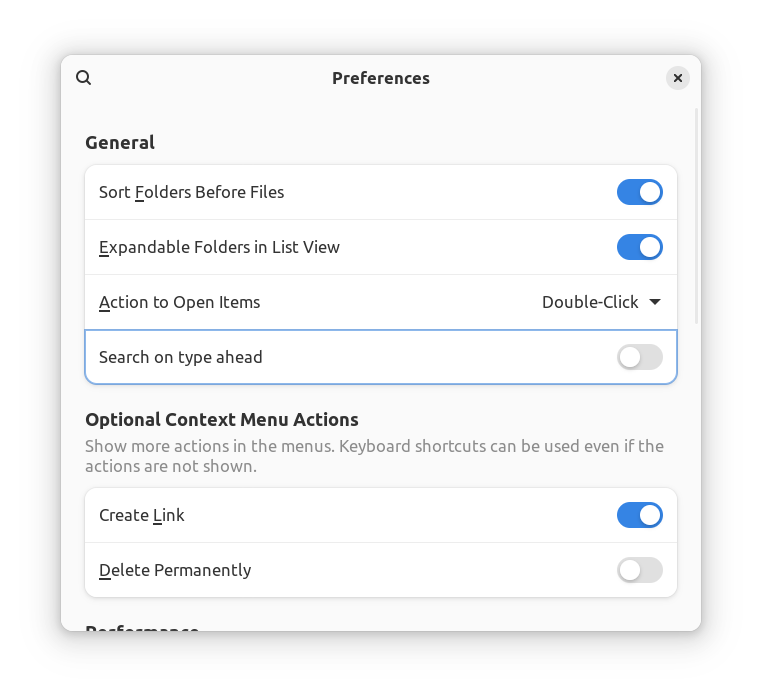 Preferences
General
Sort Folders Before Files
Expandable Folders in List View
Action to Open Items Double-Click
Search on type ahead
Optional Context Menu Actions
Show more actions in the menus. Keyboard shortcuts can be used even if the
actions are not shown.
Create Link
Delete Permanently
Performance